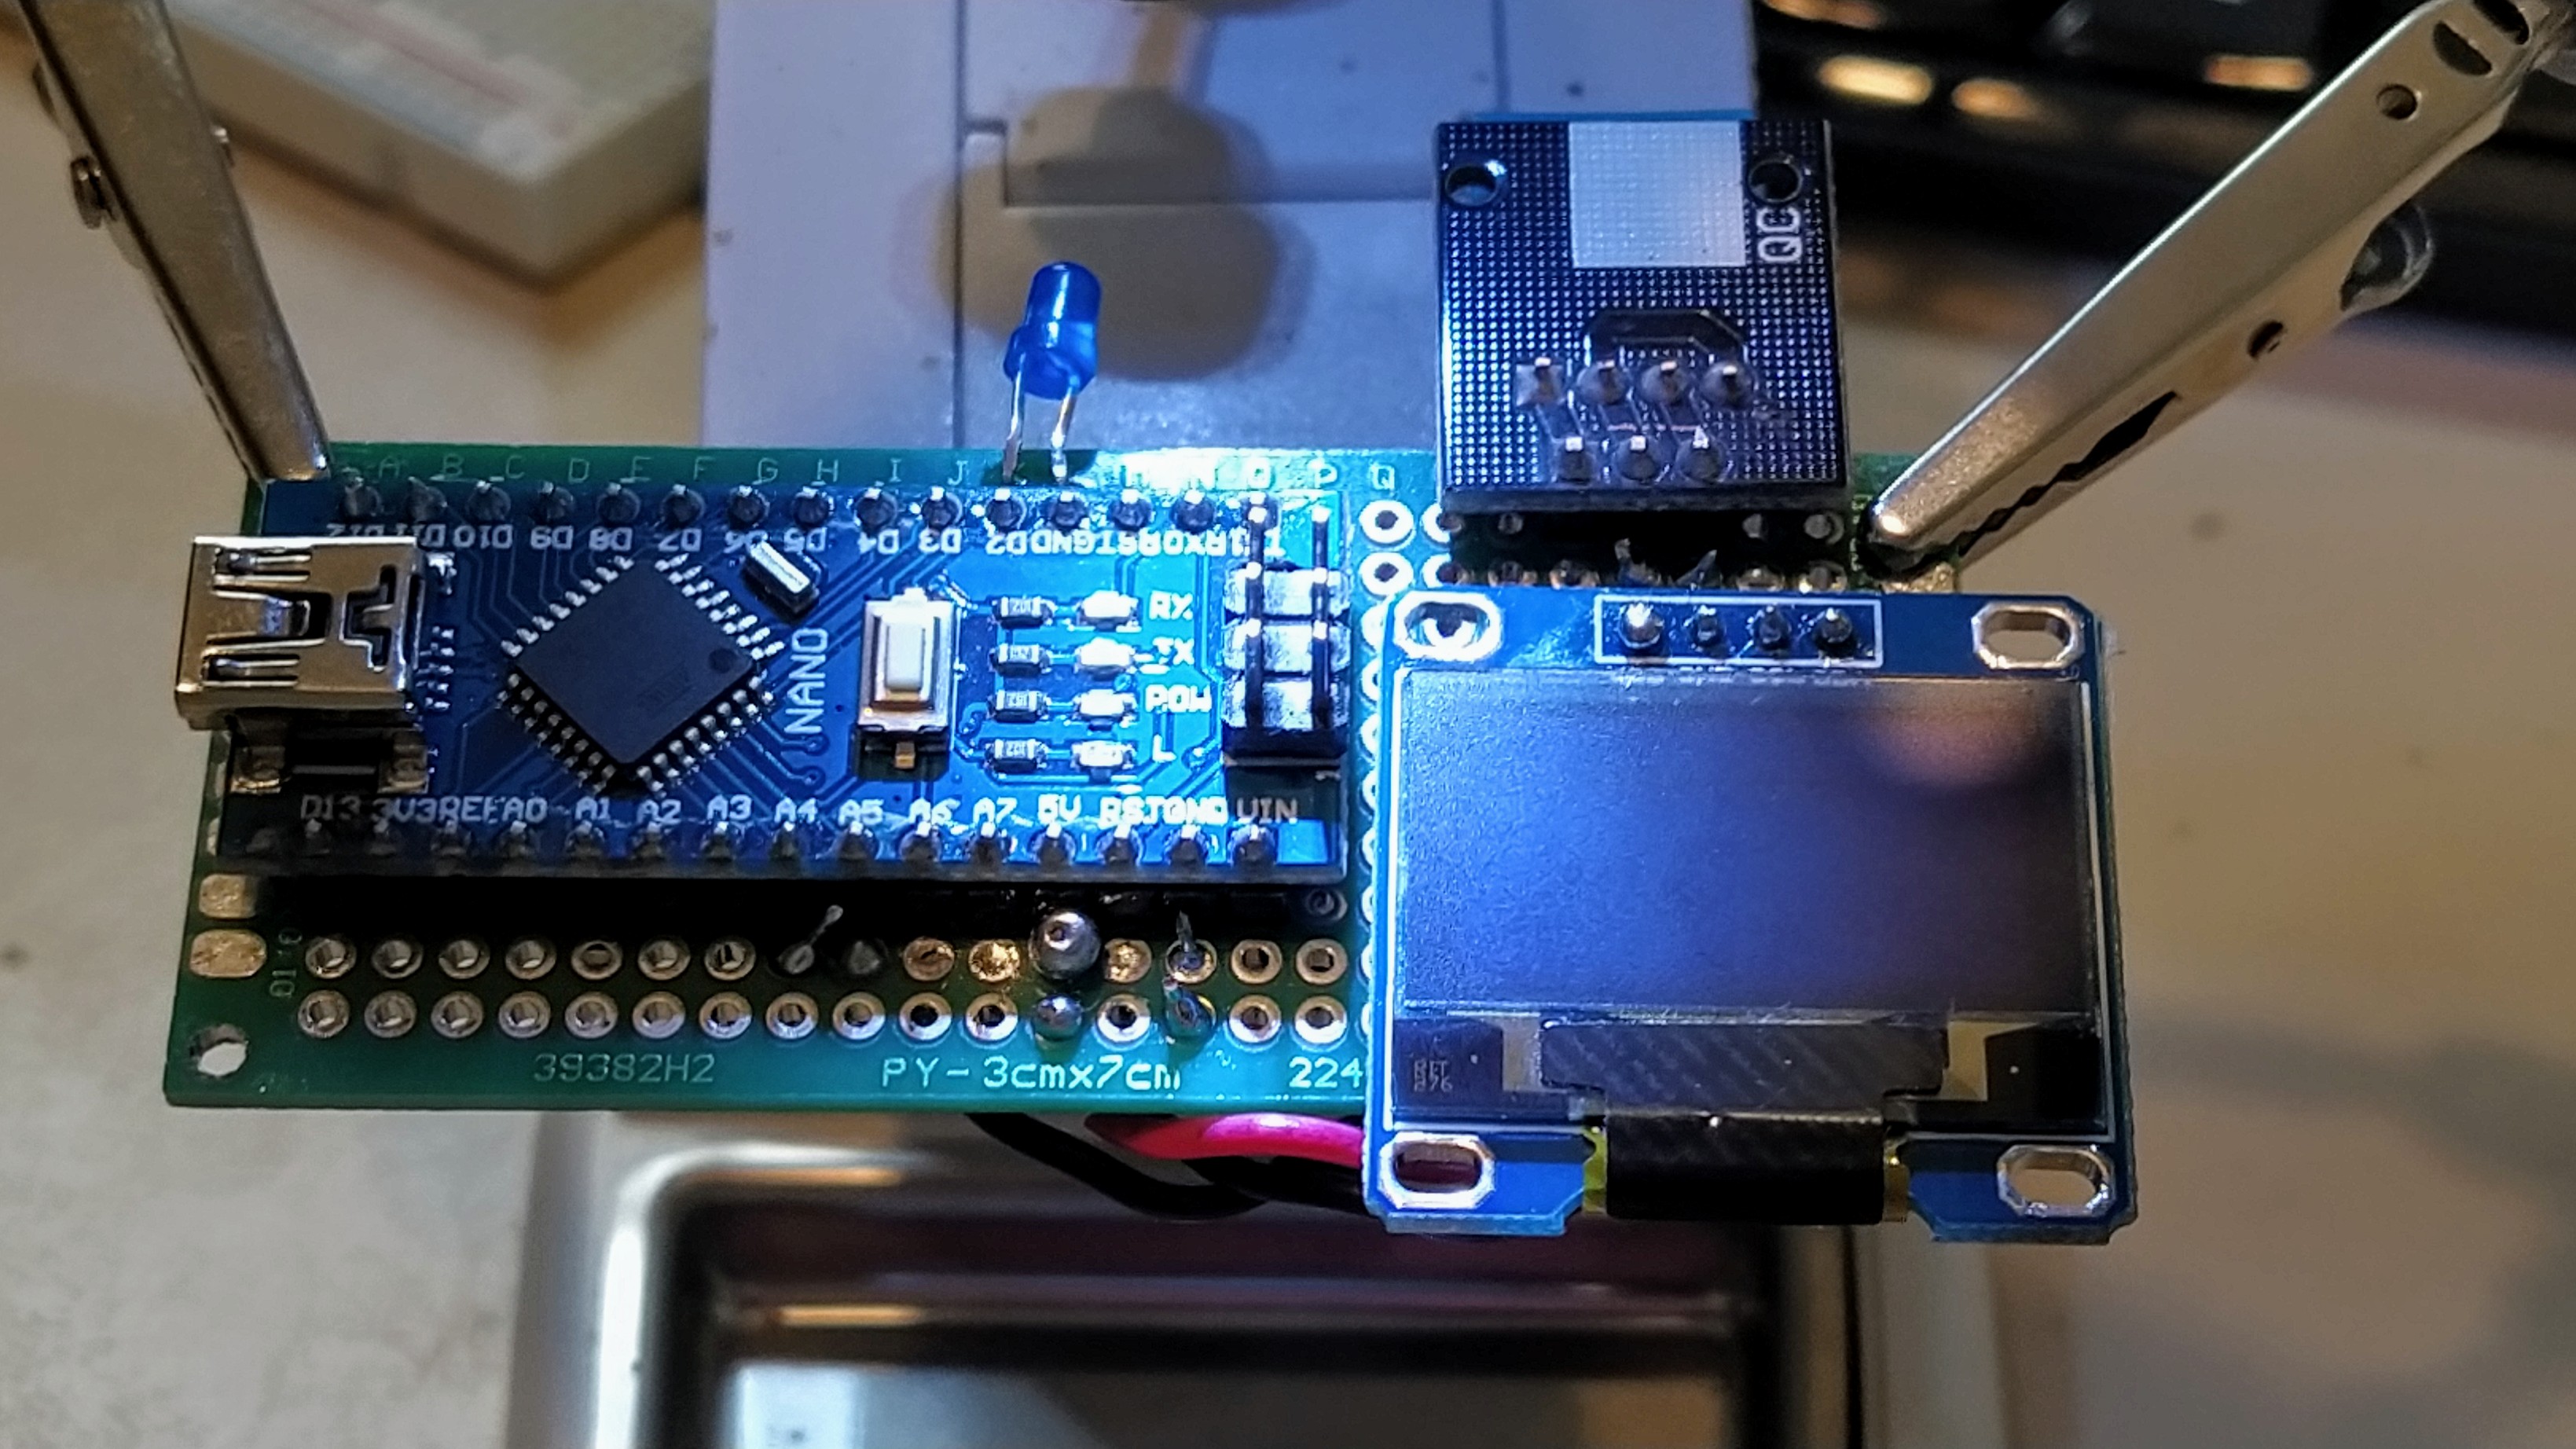 QC
A B C D E F G H I J N O P Q
D12 D11 D10 D9 D8 D7 D6 D5 D4 D3 D2 GND RST RX0
RX
TX
POW
L
NANO
D13 3V3 REF A0 A1 A2 A3 A4 A5 A6 A7 5V RST GND VIN
39382H2 PY-3cmx7cm 224